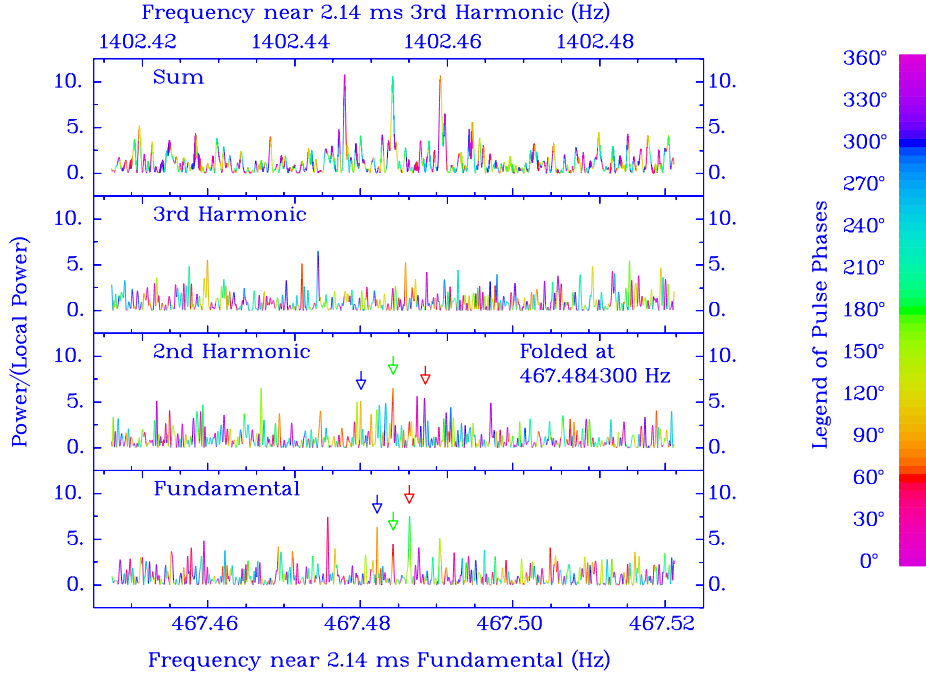 Frequency near 2.14 ms 3rd Harmonic (Hz)
1402.42 1402.44 1402.46 1402.48
Sum
10. 10.
5. 5.
0. 0.
3rd Harmonic
10. 10.
5. 5.
0. 0.
2nd Harmonic
Folded at
467.484300 Hz
10. 10.
5. 5.
0. 0.
Fundamental
10. 10.
5. 5.
0. 0.
467.46 467.48 467.50 467.52
Frequency near 2.14 ms Fundamental (Hz)
Power/(Local Power)
Legend of Pulse Phases
360°
330°
300°
270°
240°
210°
180°
150°
120°
90°
60°
30°
0°